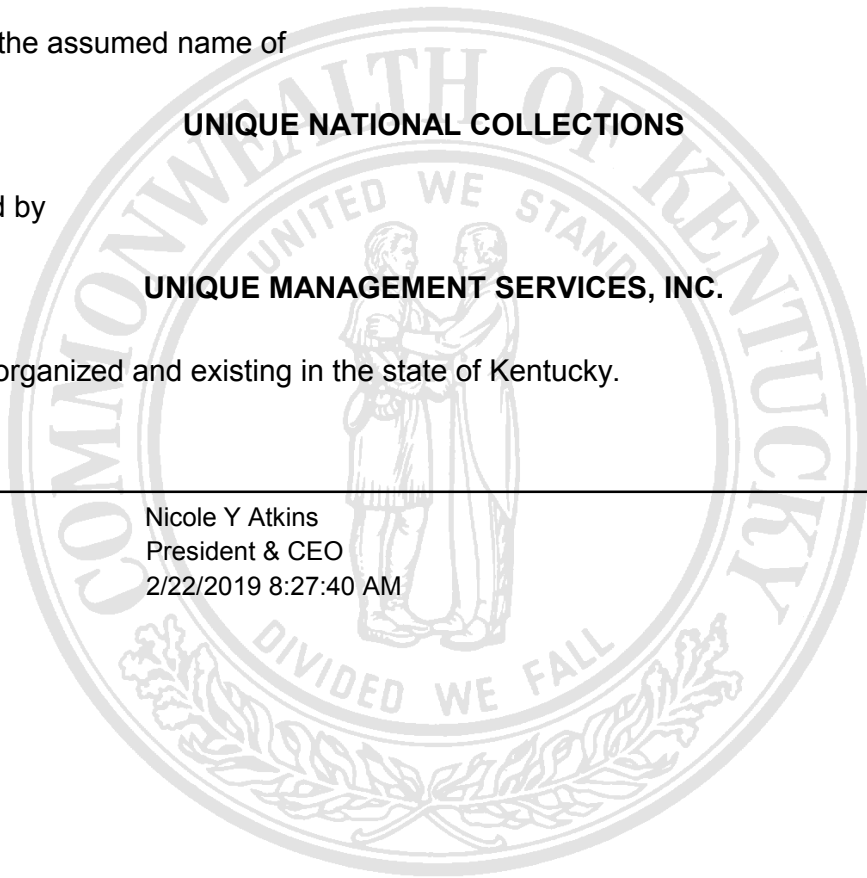 the assumed name of
UNIQUE NATIONAL COLLECTIONS
d by
UNIQUE MANAGEMENT SERVICES, INC.
organized and existing in the state of Kentucky.
Nicole Y Atkins
President & CEO
2/22/2019 8:27:40 AM
COMMONWEALTH OF KENTUCKY
UNITED WE STAND
DIVIDED WE FALL